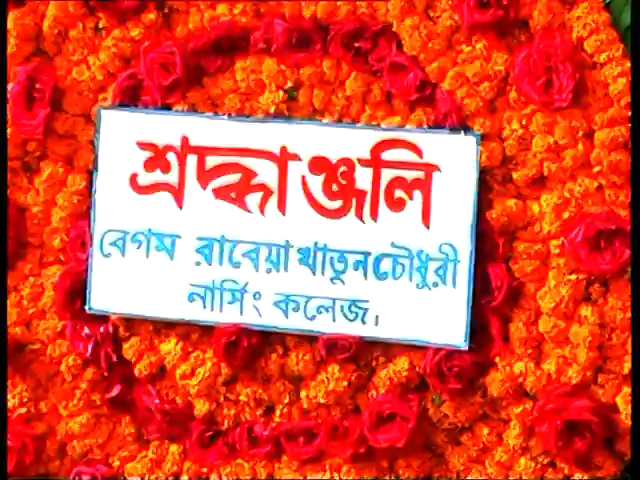 শ্রদ্ধাঞ্জলি
বেগম রাবেয়া খাতুন চৌধুরী
নার্সিং কলেজ।